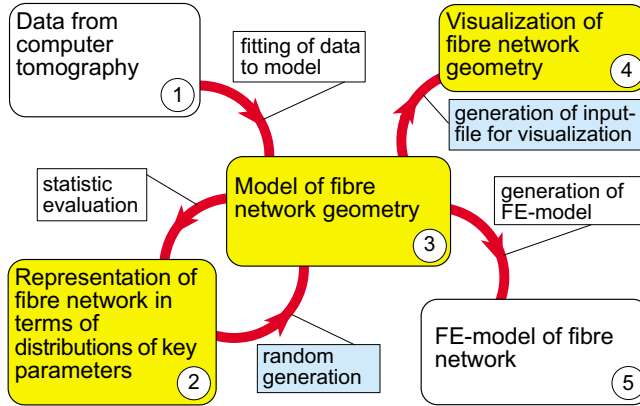 Data from
computer
tomography
1
fitting of data
to model
Visualization of
fibre network
geometry
4
generation of input-
file for visualization
statistic
evaluation
Model of fibre
network geometry
3
generation of
FE-model
Representation of
fibre network in
terms of
distributions of key
parameters
2
random
generation
FE-model of fibre
network
5